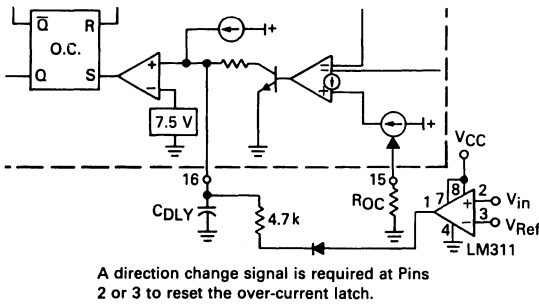 Q̅ R
O.C.
Q S
+
−
+
7.5 V
=
+
+
16
15
CDLY
4.7 k
ROC
VCC
1 7 8 2 Vin
+
− 3 VRef
4
LM311
A direction change signal is required at Pins
2 or 3 to reset the over-current latch.